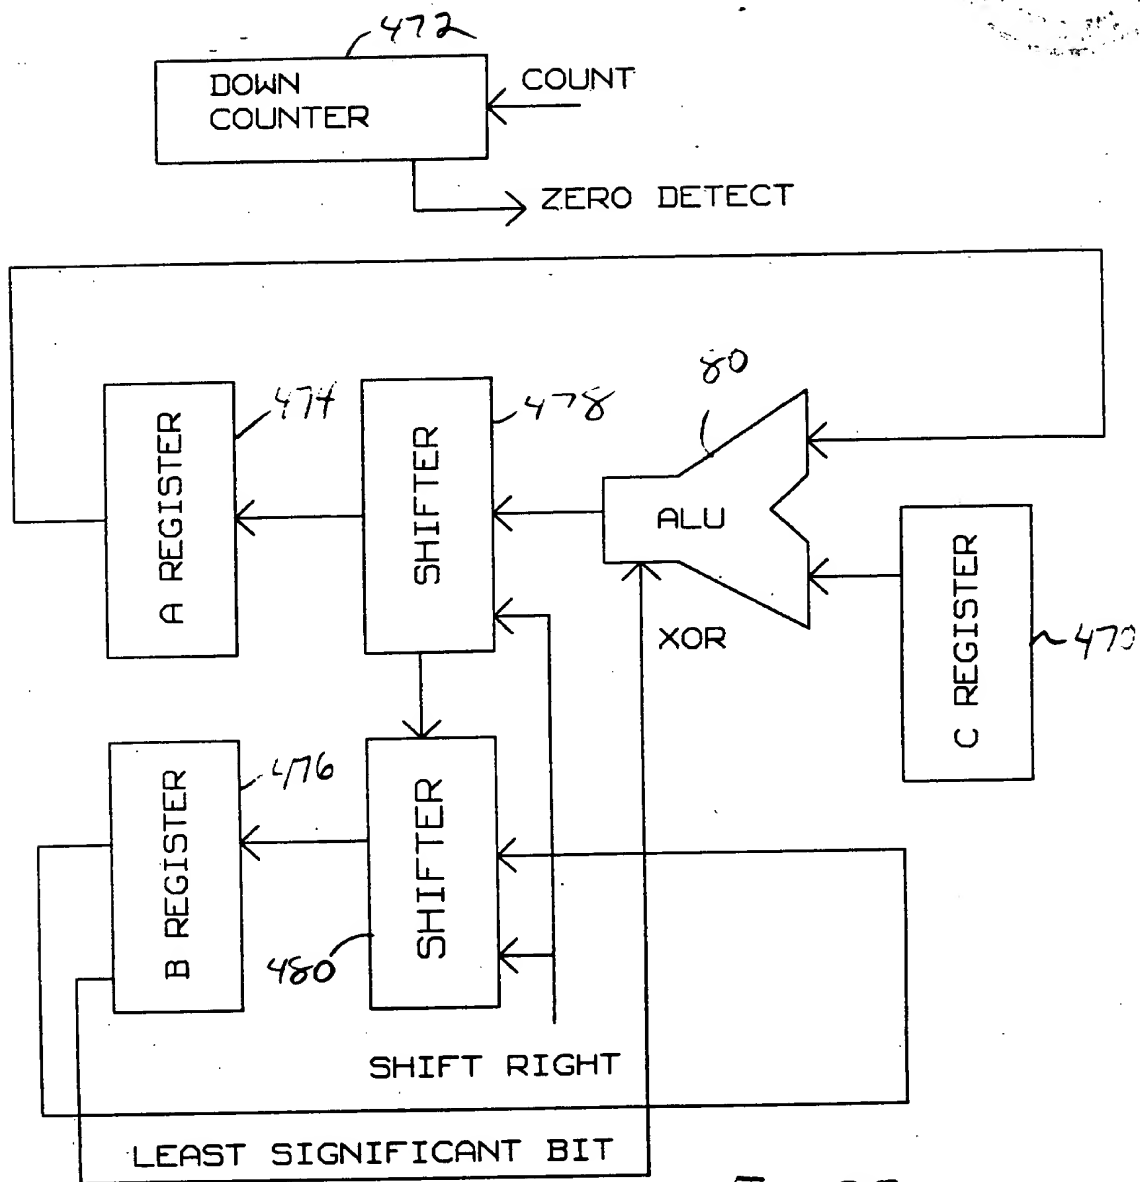 472
DOWN
COUNTER
COUNT
ZERO DETECT
80
474
478
A REGISTER
SHIFTER
ALU
C REGISTER
XOR
470
476
B REGISTER
SHIFTER
480
SHIFT RIGHT
LEAST SIGNIFICANT BIT